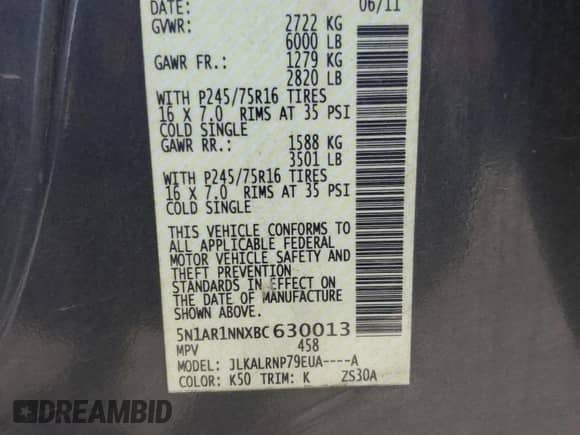 DATE: 06/11
GVWR: 2722 KG
6000 LB
GAWR FR.: 1279 KG
2820 LB
WITH P245/75R16 TIRES
16 X 7.0 RIMS AT 35 PSI
COLD SINGLE
GAWR RR.: 1588 KG
3501 LB
WITH P245/75R16 TIRES
16 X 7.0 RIMS AT 35 PSI
COLD SINGLE
THIS VEHICLE CONFORMS TO
ALL APPLICABLE FEDERAL
MOTOR VEHICLE SAFETY AND
THEFT PREVENTION
STANDARDS IN EFFECT ON
THE DATE OF MANUFACTURE
SHOWN ABOVE.
5N1AR1NNXBC630013
MPV 458
MODEL: JLKALRNP79EUA----A
COLOR: K50 TRIM: K ZS30A
DREAMBID